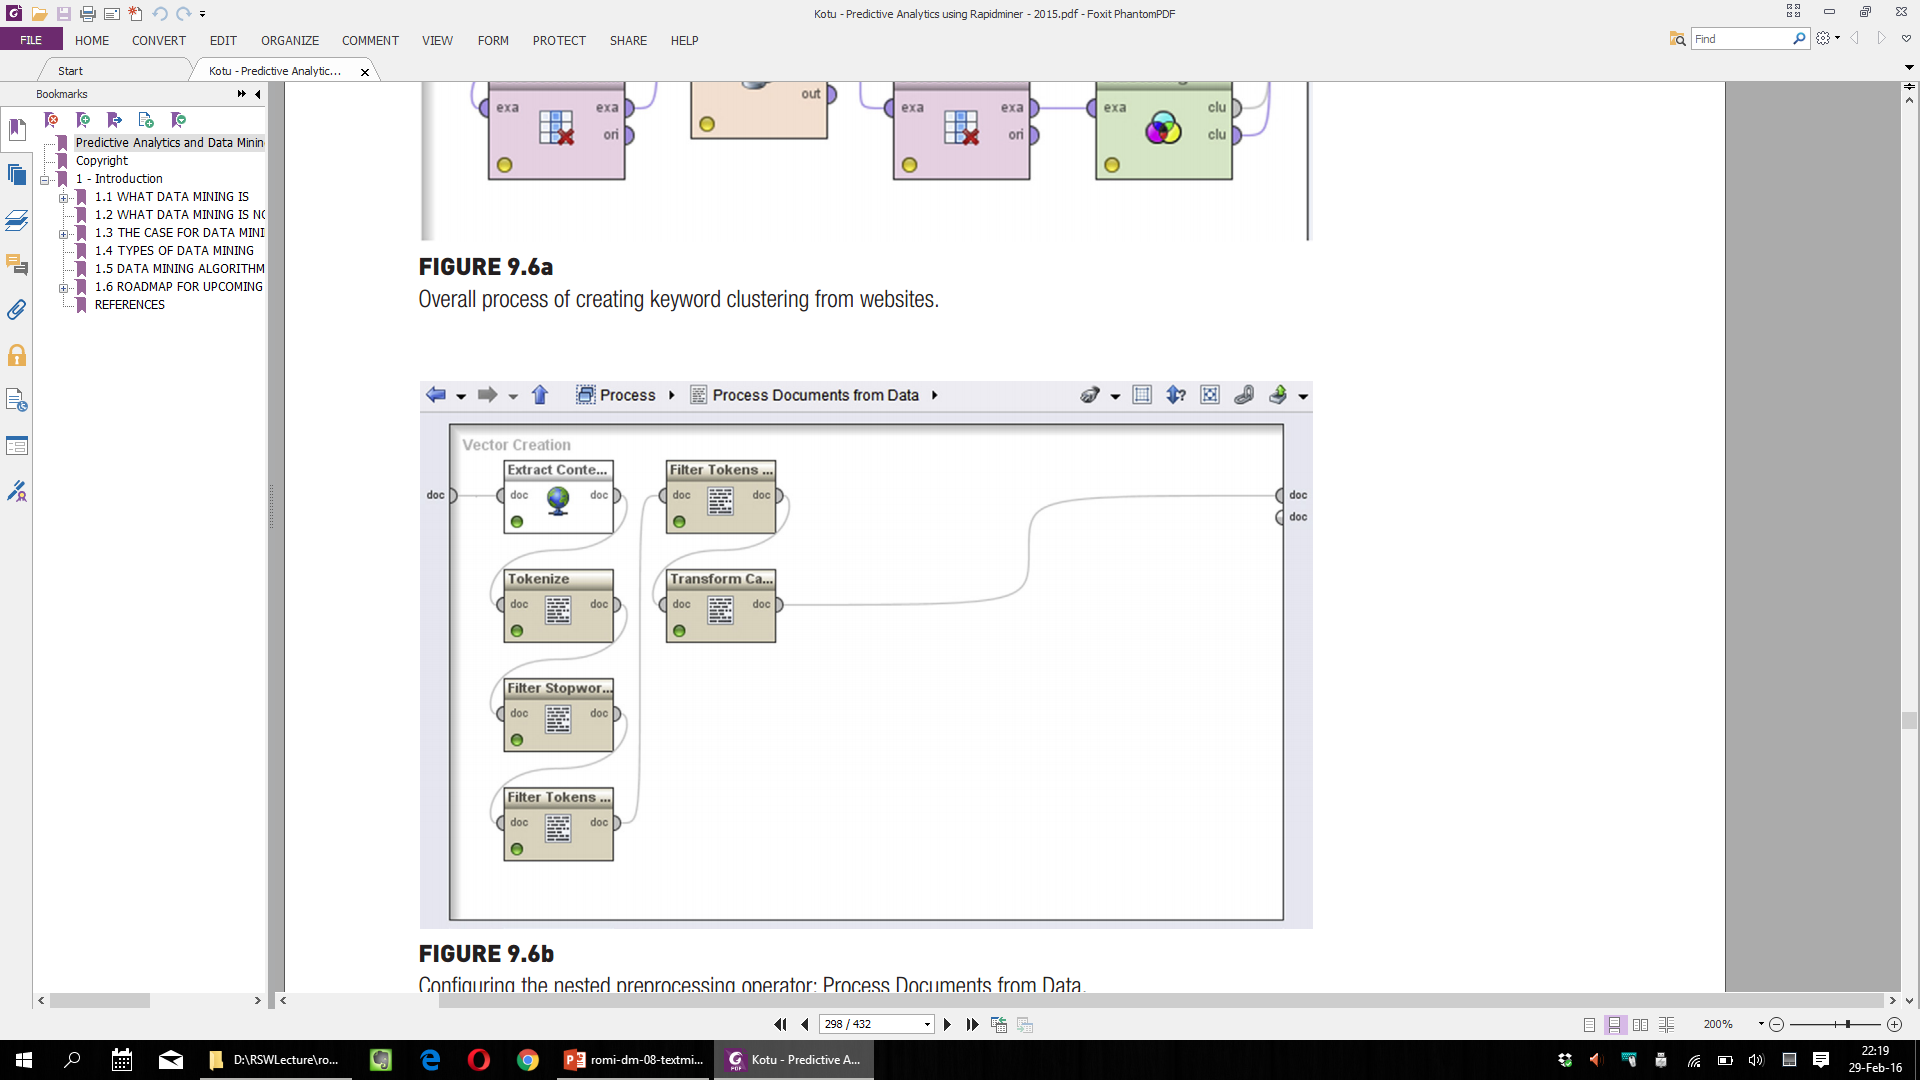 Kotu - Predictive Analytics using Rapidminer - 2015.pdf - Foxit PhantomPDF
FILE HOME CONVERT EDIT ORGANIZE COMMENT VIEW FORM PROTECT SHARE HELP
Find
Start
Kotu - Predictive Analytic...
Bookmarks
Predictive Analytics and Data Minin
Copyright
1 - Introduction
1.1 WHAT DATA MINING IS
1.2 WHAT DATA MINING IS NO
1.3 THE CASE FOR DATA MINI
1.4 TYPES OF DATA MINING
1.5 DATA MINING ALGORITHM
1.6 ROADMAP FOR UPCOMING
REFERENCES
out
exa exa exa exa exa clu
ori ori clu
FIGURE 9.6a
Overall process of creating keyword clustering from websites.
Process Process Documents from Data
Vector Creation
Extract Conte... Filter Tokens ...
doc doc doc doc doc doc
doc
Tokenize Transform Ca...
doc doc doc doc
Filter Stopwor...
doc doc
Filter Tokens ...
doc doc
FIGURE 9.6b
Configuring the nested preprocessing operator: Process Documents from Data.
298 / 432
200%
D:\RSWLecture\ro...
romi-dm-08-textmi...
Kotu - Predictive A...
PDF
22:19
29-Feb-16